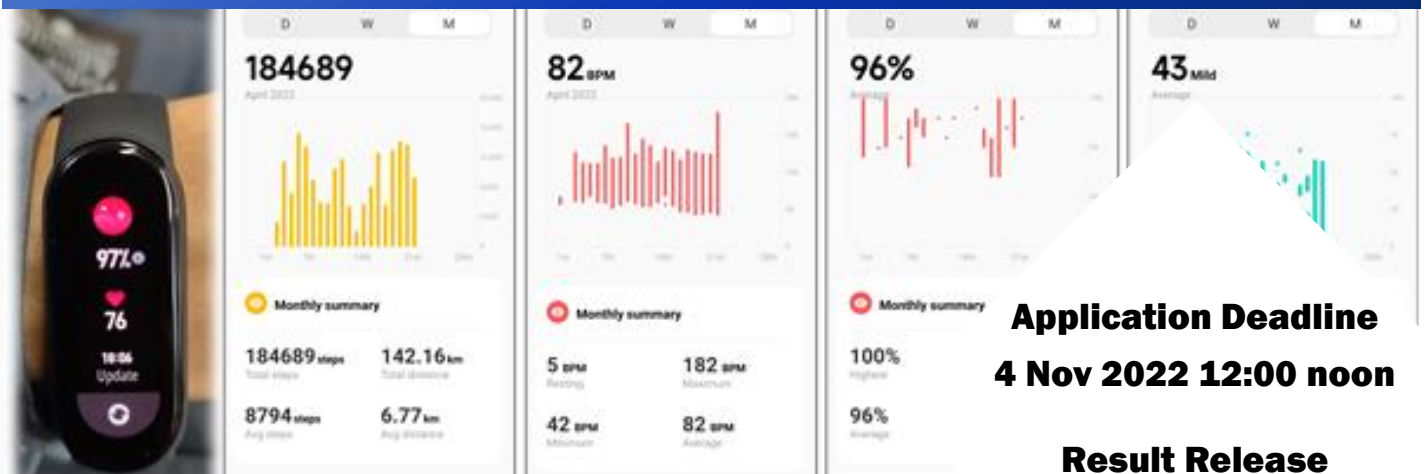 97%
76
18:06
Update
D W M
184689
April 2022
Monthly summary
184689 steps 142.16 km
Total steps Total distance
8794 steps 6.77 km
Avg steps Avg distance
D W M
82 BPM
April 2022
Monthly summary
5 BPM 182 BPM
Resting Maximum
42 BPM 82 BPM
Average
D W M
96%
Average
Monthly summary
100%
Highest
96%
Average
D W M
43 Mild
Average
Application Deadline
4 Nov 2022 12:00 noon
Result Release